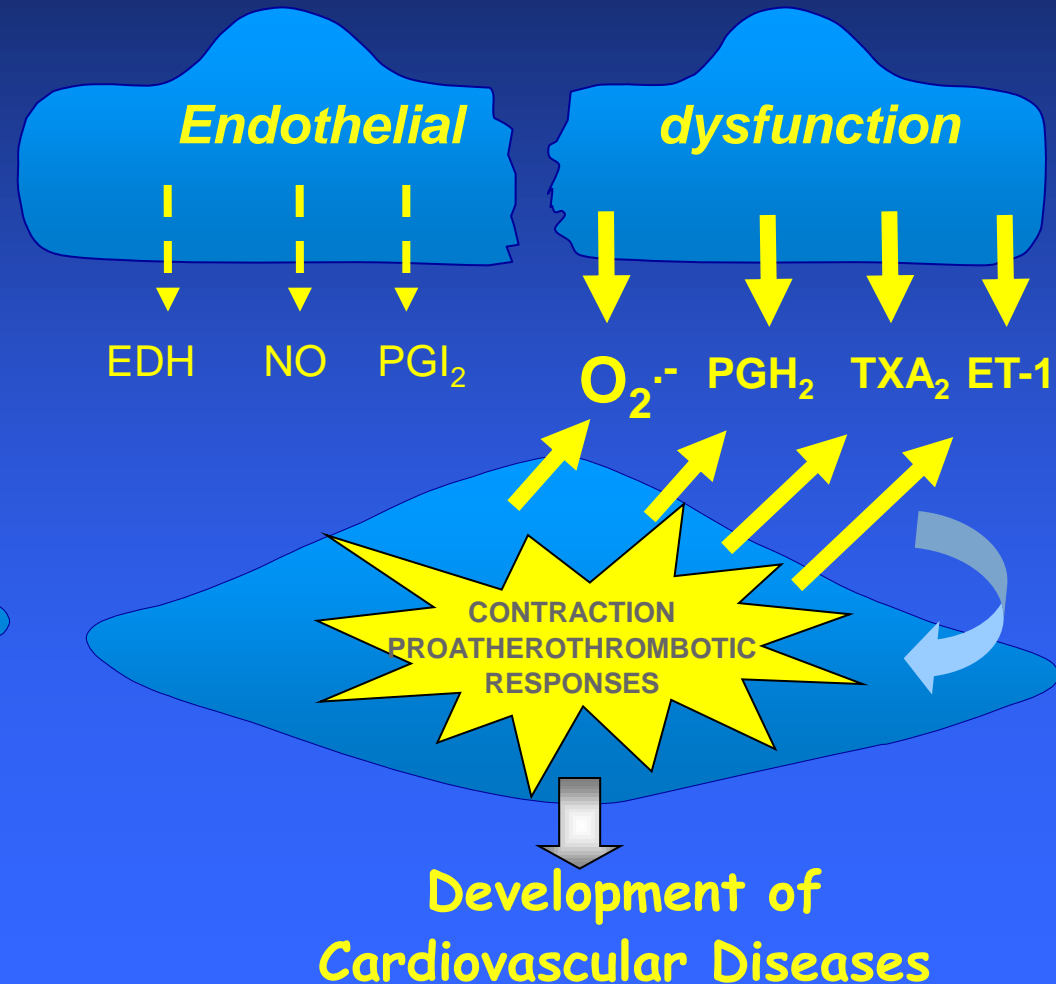 Endothelial dysfunction
EDH NO PGI₂ O₂·- PGH₂ TXA₂ ET-1
CONTRACTION
PROATHEROTHROMBOTIC
RESPONSES
Development of
Cardiovascular Diseases